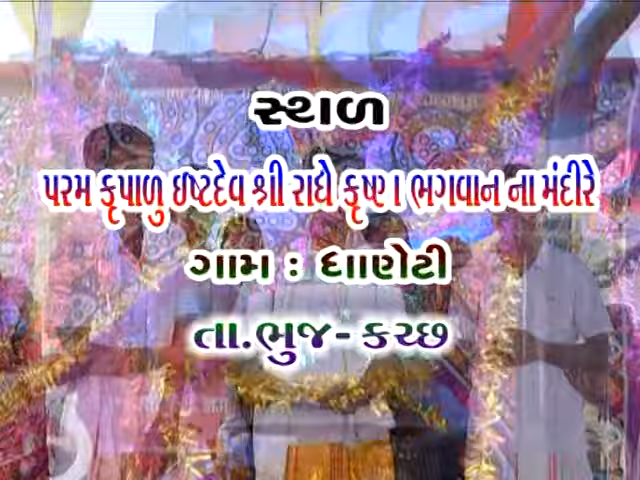 સ્થળ
પરમ કૃપાળુ ઇષ્ટદેવ શ્રી રાધે કૃષ્ણ ભગવાન ના મંદીરે
ગામ : ધાણેટી
તા.ભુજ- કચ્છ